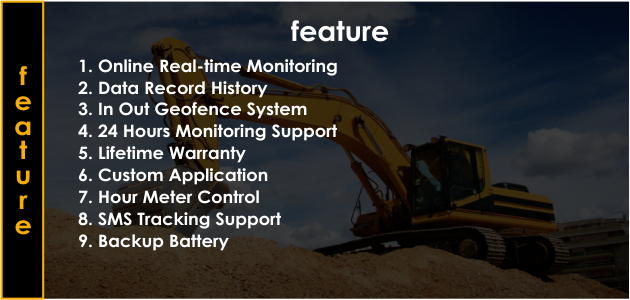 feature
feature
1. Online Real-time Monitoring
2. Data Record History
3. In Out Geofence System
4. 24 Hours Monitoring Support
5. Lifetime Warranty
6. Custom Application
7. Hour Meter Control
8. SMS Tracking Support
9. Backup Battery